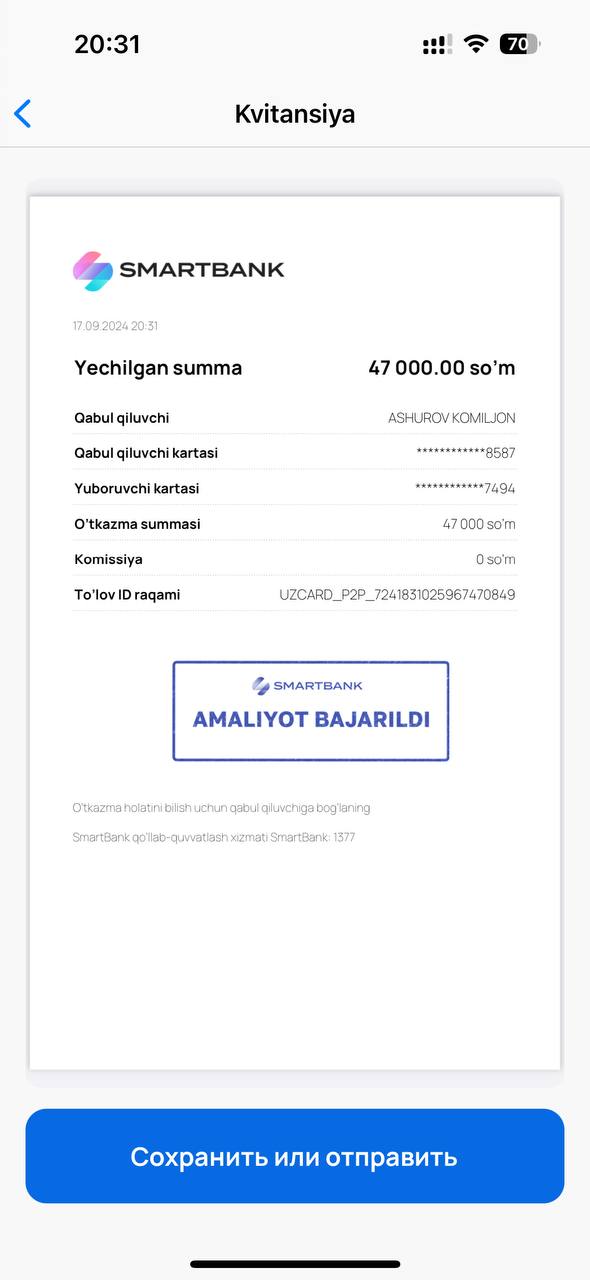 20:31
70
Kvitansiya
SMARTBANK
17.09.2024 20:31
Yechilgan summa 47 000.00 so’m
Qabul qiluvchi ASHUROV KOMILJON
Qabul qiluvchi kartasi ************8587
Yuboruvchi kartasi ************7494
O’tkazma summasi 47 000 so’m
Komissiya 0 so’m
To’lov ID raqami UZCARD_P2P_7241831025967470849
SMARTBANK
AMALIYOT BAJARILDI
O’tkazma holatini bilish uchun qabul qiluvchiga bog’laning
SmartBank qo’llab-quvvatlash xizmati SmartBank: 1377
Сохранить или отправить